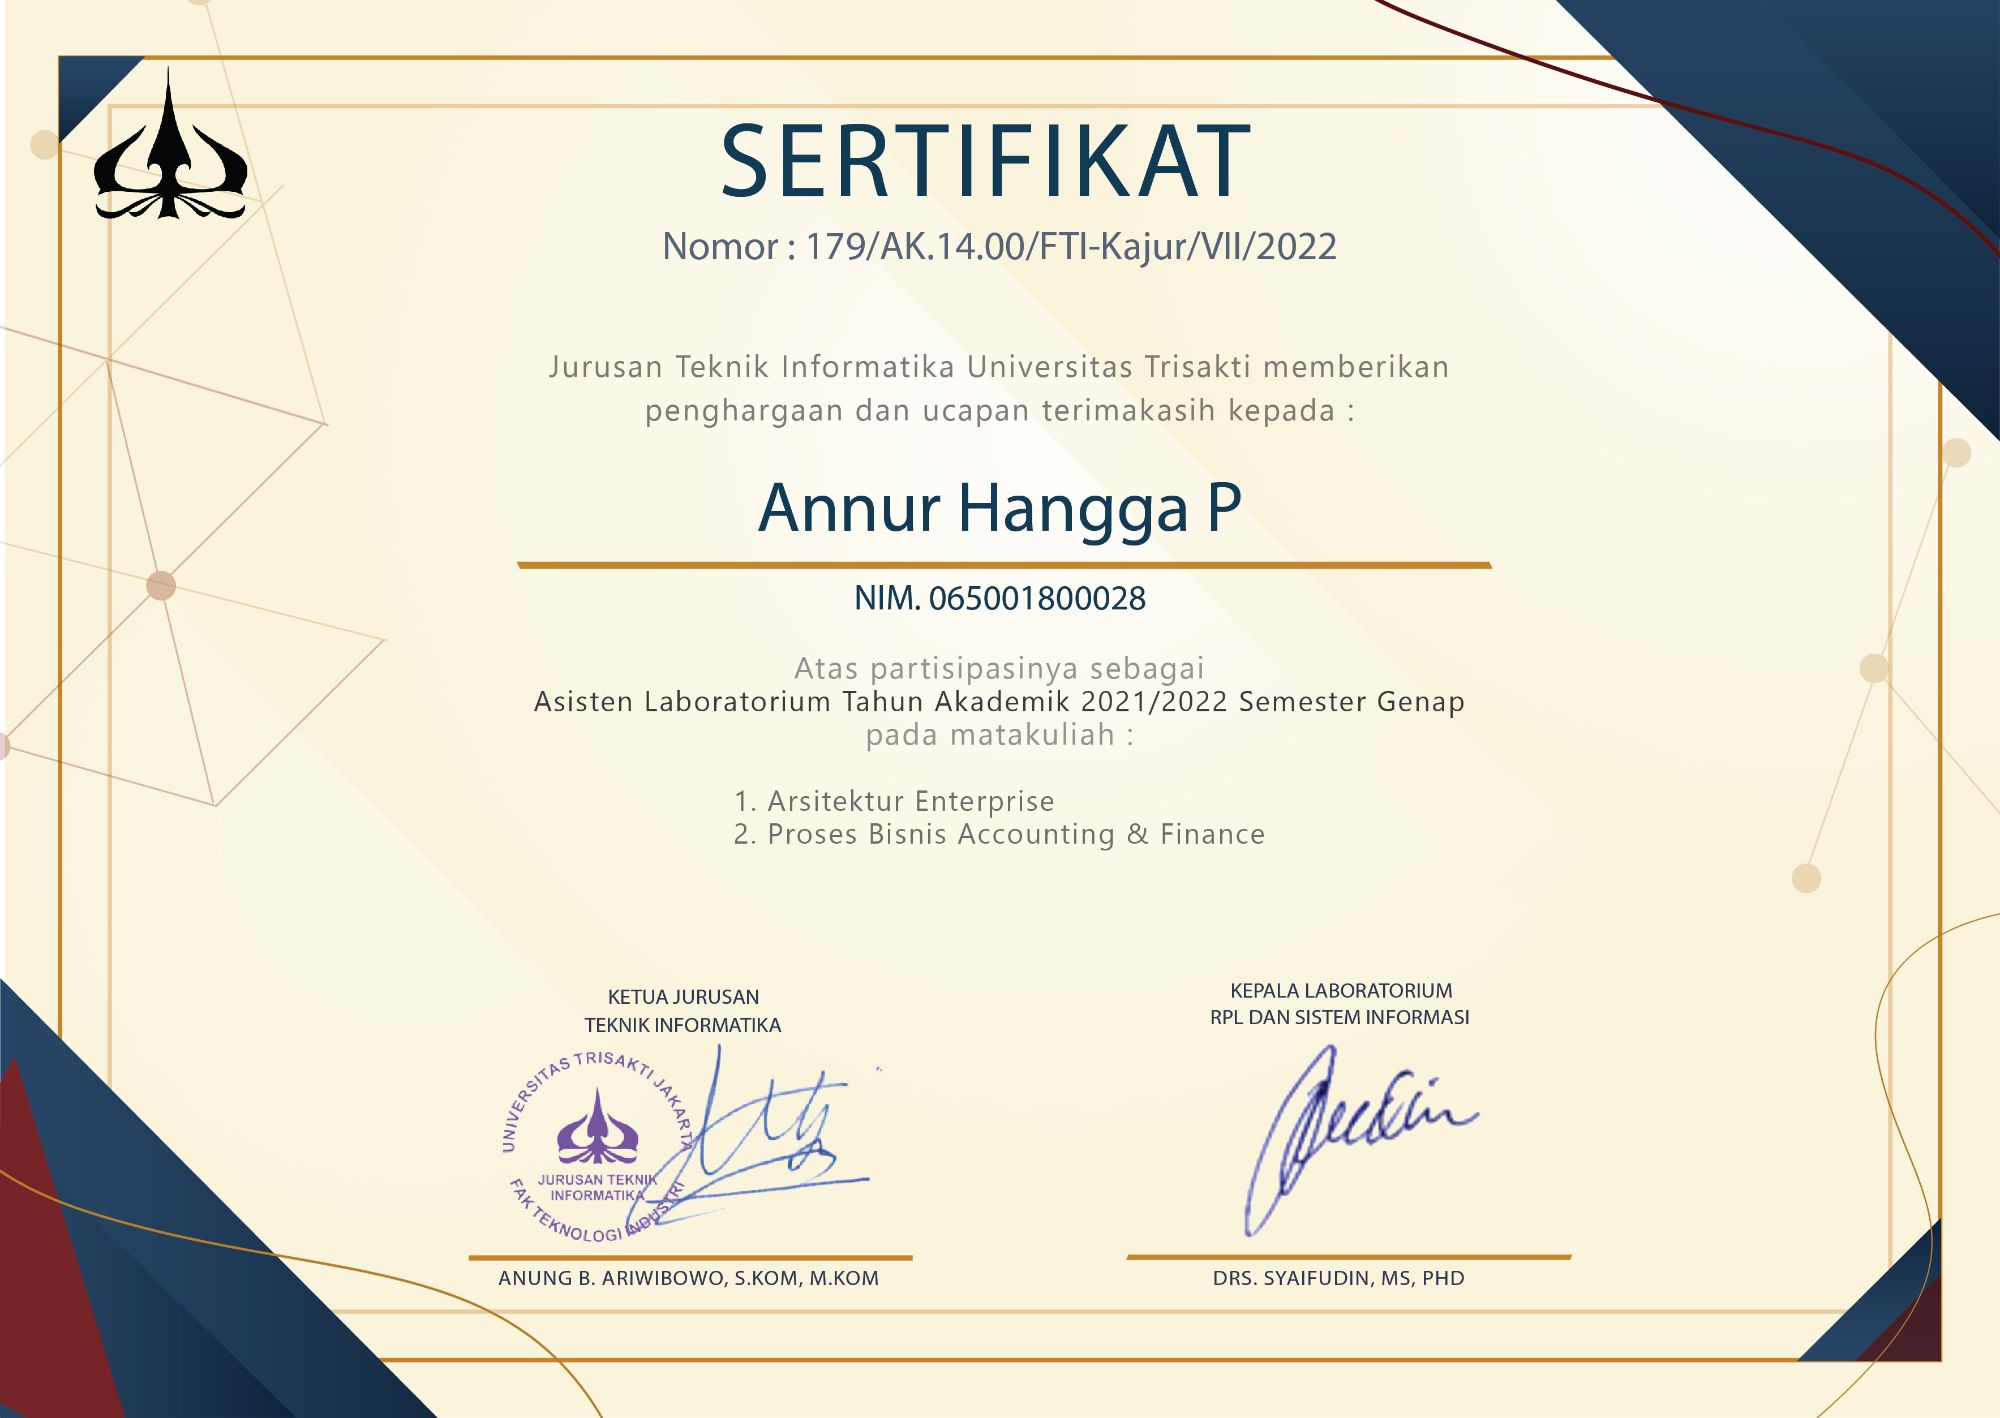 SERTIFIKAT
Nomor : 179/AK.14.00/FTI-Kajur/VII/2022
Jurusan Teknik Informatika Universitas Trisakti memberikan
penghargaan dan ucapan terimakasih kepada :
Annur Hangga P
NIM. 065001800028
Atas partisipasinya sebagai
Asisten Laboratorium Tahun Akademik 2021/2022 Semester Genap
pada matakuliah :
1. Arsitektur Enterprise
2. Proses Bisnis Accounting & Finance
KETUA JURUSAN
TEKNIK INFORMATIKA
UNIVERSITAS TRISAKTI JAKARTA
JURUSAN TEKNIK
INFORMATIKA
FAK TEKNOLOGI INDUSTRI
ANUNG B. ARIWIBOWO, S.KOM, M.KOM
KEPALA LABORATORIUM
RPL DAN SISTEM INFORMASI
DRS. SYAIFUDIN, MS, PHD